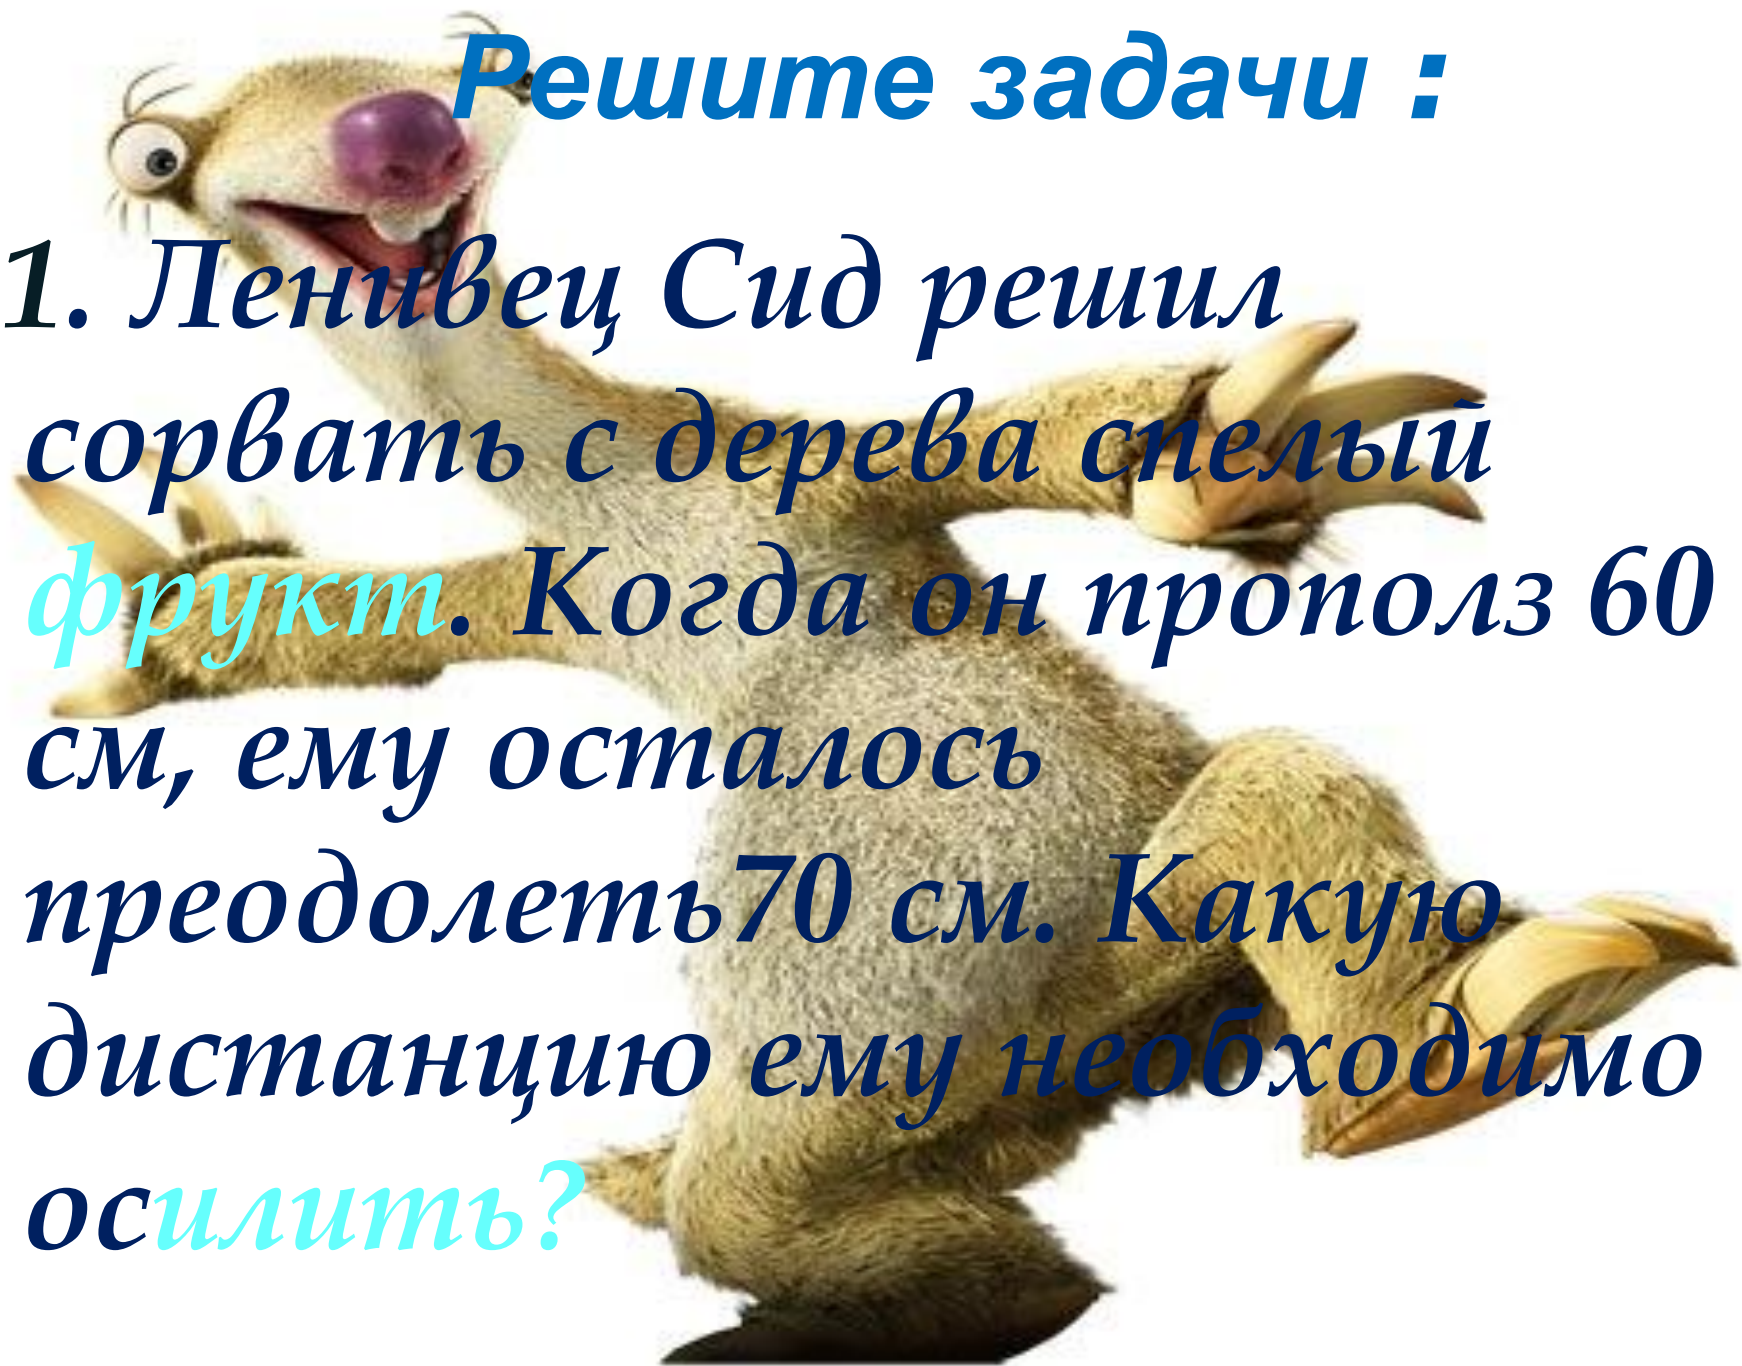 Решите задачи :
1. Ленивец Сид решил
сорвать с дерева спелый
фрукт. Когда он прополз 60
см, ему осталось
преодолеть70 см. Какую
дистанцию ему необходимо
осилить?